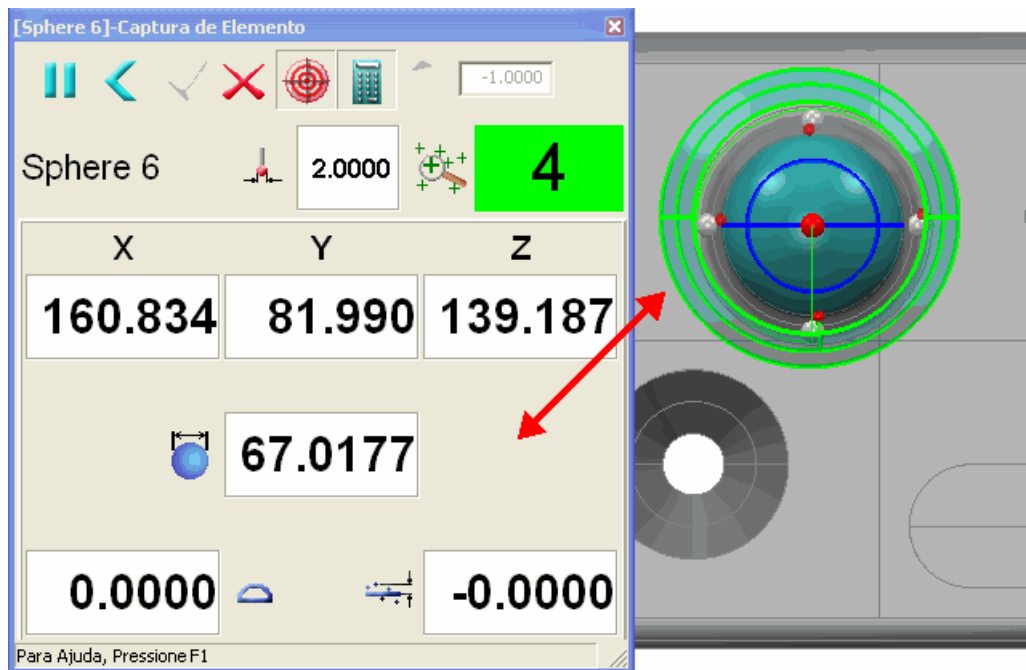 [Sphere 6]-Captura de Elemento
-1.0000
Sphere 6
2.0000
4
X Y Z
160.834 81.990 139.187
67.0177
0.0000 -0.0000
Para Ajuda, Pressione F1